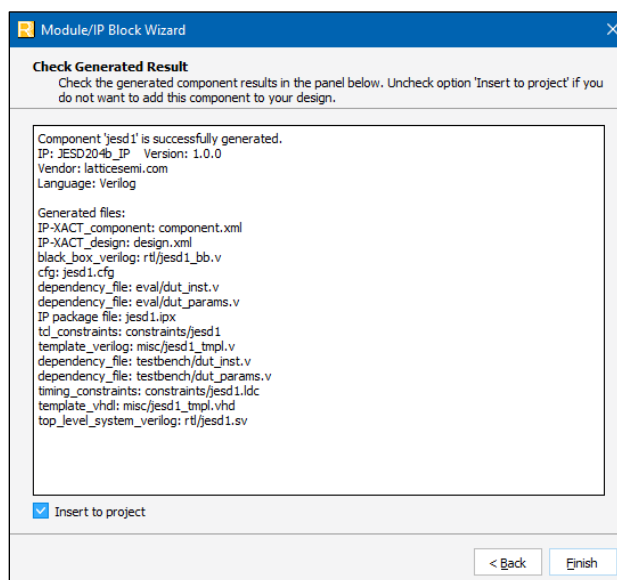 Module/IP Block Wizard
Check Generated Result
Check the generated component results in the panel below. Uncheck option 'Insert to project' if you
do not want to add this component to your design.
Component 'jesd1' is successfully generated.
IP: JESD204b_IP Version: 1.0.0
Vendor: latticesemi.com
Language: Verilog
Generated files:
IP-XACT_component: component.xml
IP-XACT_design: design.xml
black_box_verilog: rtl/jesd1_bb.v
cfg: jesd1.cfg
dependency_file: eval/dut_inst.v
dependency_file: eval/dut_params.v
IP package file: jesd1.ipx
tcl_constraints: constraints/jesd1
template_verilog: misc/jesd1_tmpl.v
dependency_file: testbench/dut_inst.v
dependency_file: testbench/dut_params.v
timing_constraints: constraints/jesd1.ldc
template_vhdl: misc/jesd1_tmpl.vhd
top_level_system_verilog: rtl/jesd1.sv
Insert to project
< Back Finish